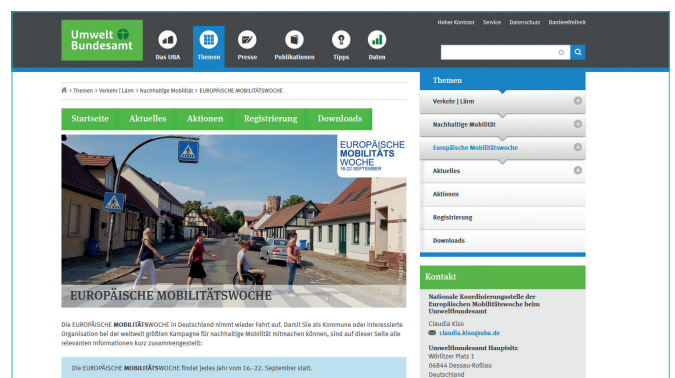 Hoher Kontrast Service Datenschutz Barrierefreiheit
Umwelt
Bundesamt
Das UBA Themen Presse Publikationen Tipps Daten
> Themen > Verkehr | Lärm > Nachhaltige Mobilität > EUROPÄISCHE MOBILITÄTSWOCHE
Startseite Aktuelles Aktionen Registrierung Downloads
EUROPÄISCHE
MOBILITÄTS
WOCHE
16-22 SEPTEMBER
EUROPÄISCHE MOBILITÄTSWOCHE
Die EUROPÄISCHE MOBILITÄTSWOCHE in Deutschland nimmt wieder Fahrt auf. Damit Sie als Kommune oder interessierte
Organisation bei der weltweit größten Kampagne für nachhaltige Mobilität mitmachen können, sind auf dieser Seite alle
relevanten Informationen kurz zusammengestellt:
Die EUROPÄISCHE MOBILITÄTSWOCHE findet jedes Jahr vom 16.-22. September statt.
Themen
Verkehr | Lärm
Nachhaltige Mobilität
Europäische Mobilitätswoche
Aktuelles
Aktionen
Registrierung
Downloads
Kontakt
Nationale Koordinierungsstelle der
Europäischen Mobilitätswoche beim
Umweltbundesamt
Claudia Kiso
claudia.kiso@uba.de
Umweltbundesamt Hauptsitz
Wörlitzer Platz 1
06844 Dessau-Roßlau
Deutschland